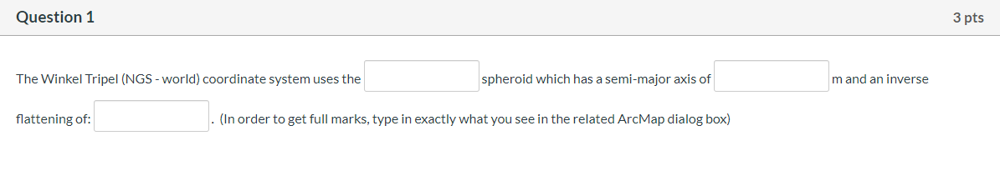 Question 1
3 pts
The Winkel Tripel (NGS - world) coordinate system uses the spheroid which has a semi-major axis of m and an inverse
flattening of: . (In order to get full marks, type in exactly what you see in the related ArcMap dialog box)